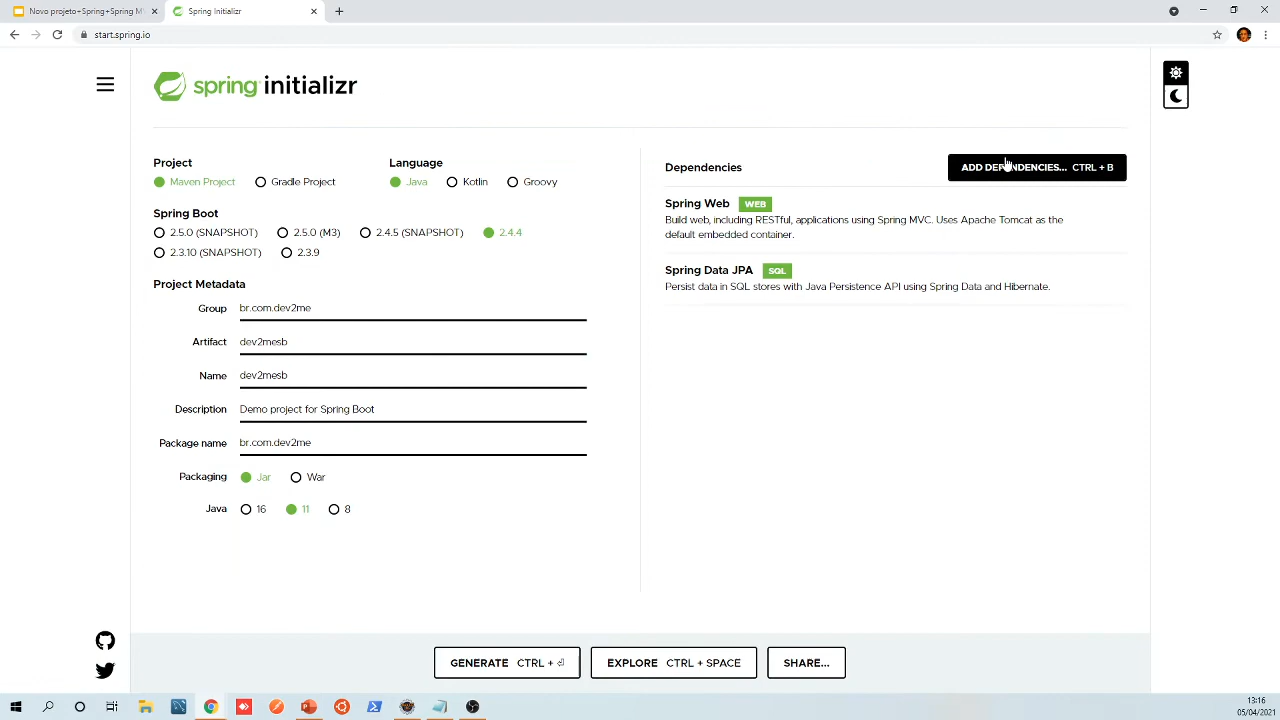 Novo projeto+Spring+Spring M
Spring Initializr
start.spring.io
spring initializr
Project
Maven Project
Gradle Project
Language
Java
Kotlin
Groovy
Spring Boot
2.5.0 (SNAPSHOT)
2.5.0 (M3)
2.4.5 (SNAPSHOT)
2.4.4
2.3.10 (SNAPSHOT)
2.3.9
Project Metadata
Group br.com.dev2me
Artifact dev2mesb
Name dev2mesb
Description Demo project for Spring Boot
Package name br.com.dev2me
Packaging Jar War
Java 16 11 8
Dependencies
ADD DEPENDENCIES... CTRL + B
Spring Web WEB
Build web, including RESTful, applications using Spring MVC. Uses Apache Tomcat as the
default embedded container.
Spring Data JPA SQL
Persist data in SQL stores with Java Persistence API using Spring Data and Hibernate.
GENERATE CTRL + ⏎
EXPLORE CTRL + SPACE
SHARE...
13:16
05/04/2021